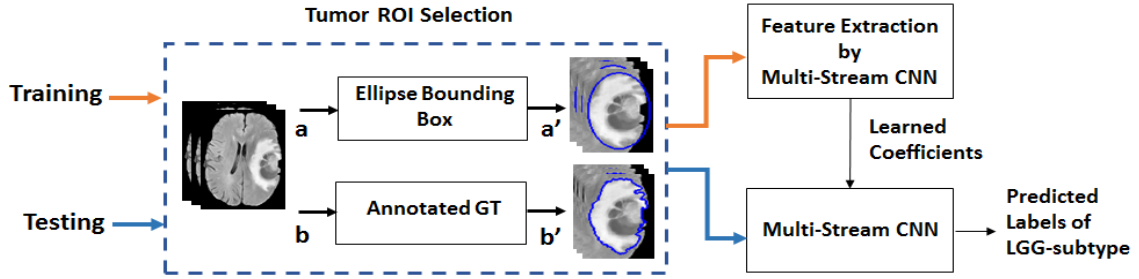 Tumor ROI Selection
Training
Testing
a
Ellipse Bounding
Box
a’
b
Annotated GT
b’
Feature Extraction
by
Multi-Stream CNN
Learned
Coefficients
Multi-Stream CNN
Predicted
Labels of
LGG-subtype